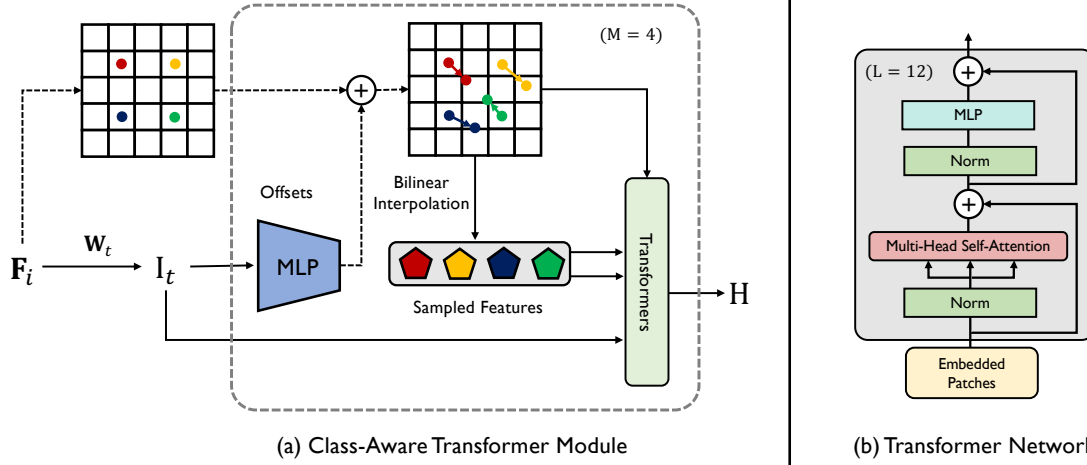 (M = 4)
Offsets
Bilinear
Interpolation
W_t
F_i
I_t
MLP
Transformers
Sampled Features
H
(a) Class-Aware Transformer Module
(L = 12)
MLP
Norm
Multi-Head Self-Attention
Norm
Embedded
Patches
(b) Transformer Network